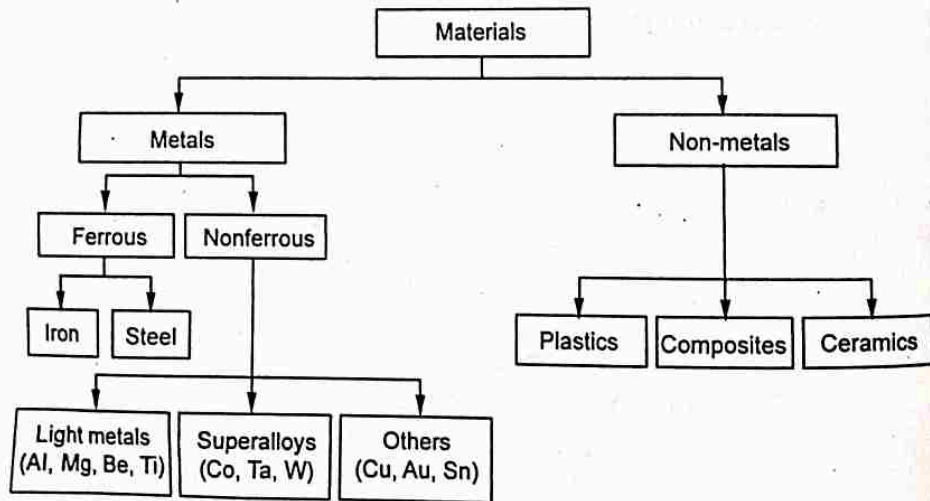 Materials
Metals
Non-metals
Ferrous
Nonferrous
Iron
Steel
Plastics
Composites
Ceramics
Light metals
(Al, Mg, Be, Ti)
Superalloys
(Co, Ta, W)
Others
(Cu, Au, Sn)